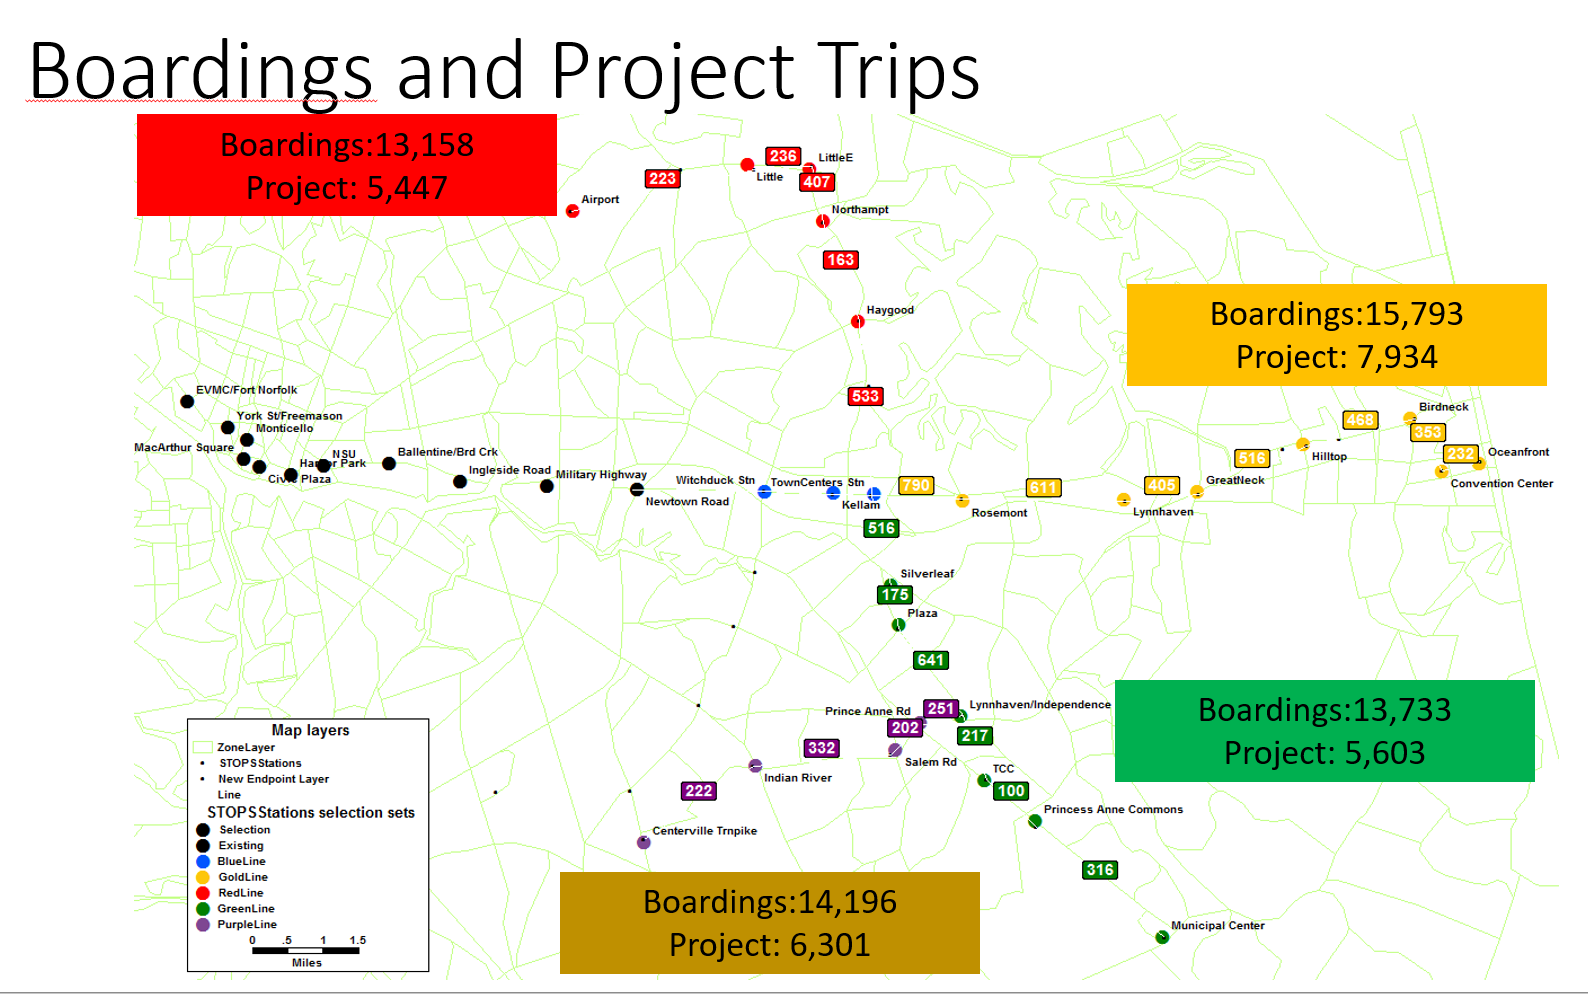 Boardings and Project Trips
Boardings:13,158
Project: 5,447
236
LittleE
Little
223
407
Airport
Northampt
163
Haygood
533
Boardings:15,793
Project: 7,934
EVMC/Fort Norfolk
York St/Freemason
Monticello
MacArthur Square
NSU
Harbor Park
Civic Plaza
Ballentine/Brd Crk
Ingleside Road
Military Highway
Newtown Road
Witchduck Stn
TownCenters Stn
Kellam
790
Rosemont
611
Lynnhaven
405
GreatNeck
516
Hilltop
468
Birdneck
353
232
Oceanfront
Convention Center
516
Silverleaf
175
Plaza
641
Prince Anne Rd
251
Lynnhaven/Independence
202
217
332
Salem Rd
Indian River
TCC
222
100
Princess Anne Commons
Centerville Trnpike
316
Municipal Center
Boardings:13,733
Project: 5,603
Boardings:14,196
Project: 6,301
Map layers
ZoneLayer
STOPSStations
New Endpoint Layer
Line
STOPSStations selection sets
Selection
Existing
BlueLine
GoldLine
RedLine
GreenLine
PurpleLine
0 .5 1 1.5
Miles